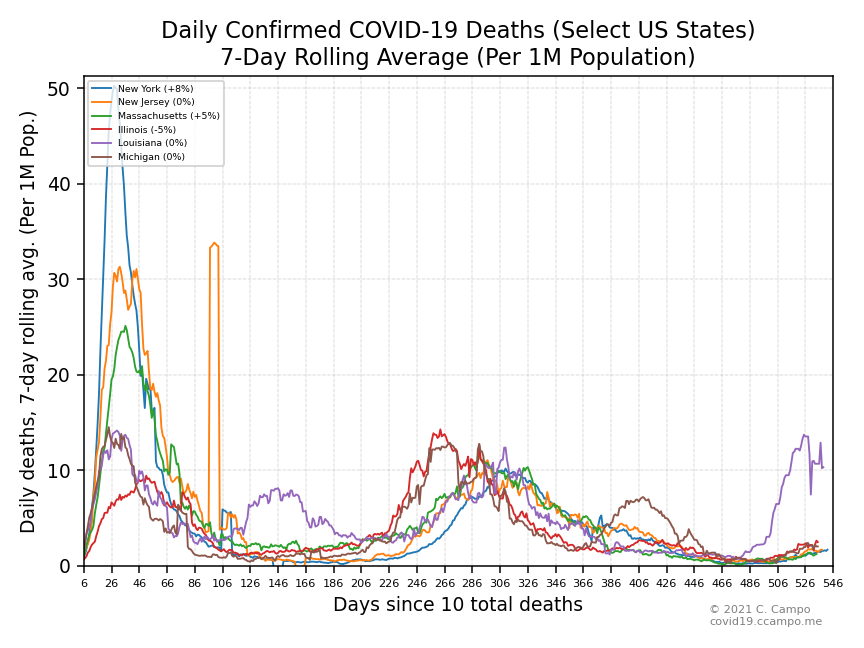 Daily Confirmed COVID-19 Deaths (Select US States)
7-Day Rolling Average (Per 1M Population)
Daily deaths, 7-day rolling avg. (Per 1M Pop.)
50
40
30
20
10
0
New York (+8%)
New Jersey (0%)
Massachusetts (+5%)
Illinois (-5%)
Louisiana (0%)
Michigan (0%)
6 26 46 66 86 106 126 146 166 186 206 226 246 266 286 306 326 346 366 386 406 426 446 466 486 506 526 546
Days since 10 total deaths
© 2021 C. Campo
covid19.ccampo.me